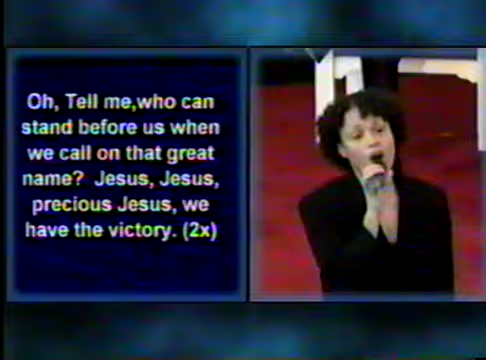 Oh, Tell me,who can
stand before us when
we call on that great
name? Jesus, Jesus,
precious Jesus, we
have the victory. (2x)